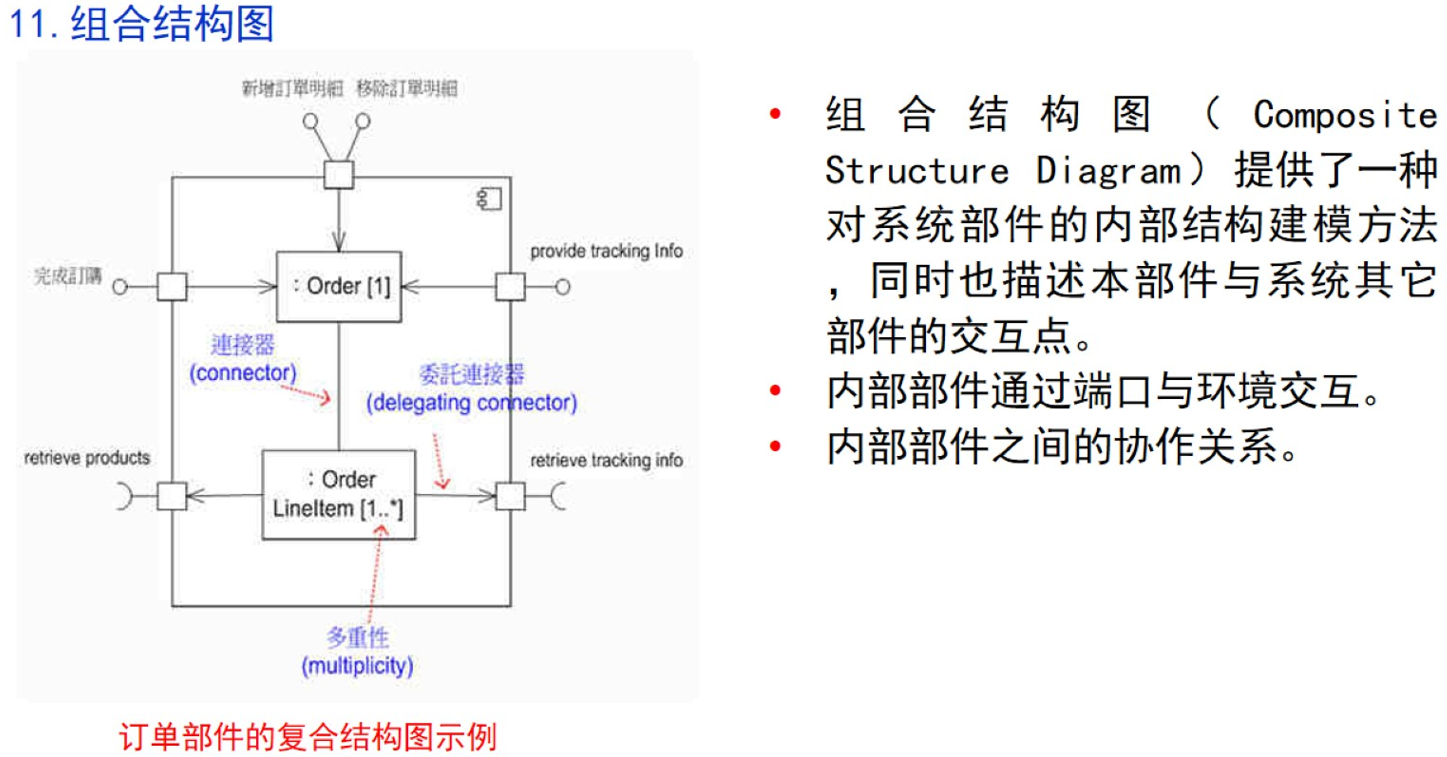 11.组合结构图
新增訂單明細 移除訂單明細
provide tracking Info
完成訂購
: Order [1]
連接器
(connector)
委託連接器
(delegating connector)
retrieve products
retrieve tracking info
: Order
LineItem [1..*]
多重性
(multiplicity)
订单部件的复合结构图示例
• 组合结构图（Composite
Structure Diagram）提供了一种
对系统部件的内部结构建模方法
，同时也描述本部件与系统其它
部件的交互点。
• 内部部件通过端口与环境交互。
• 内部部件之间的协作关系。